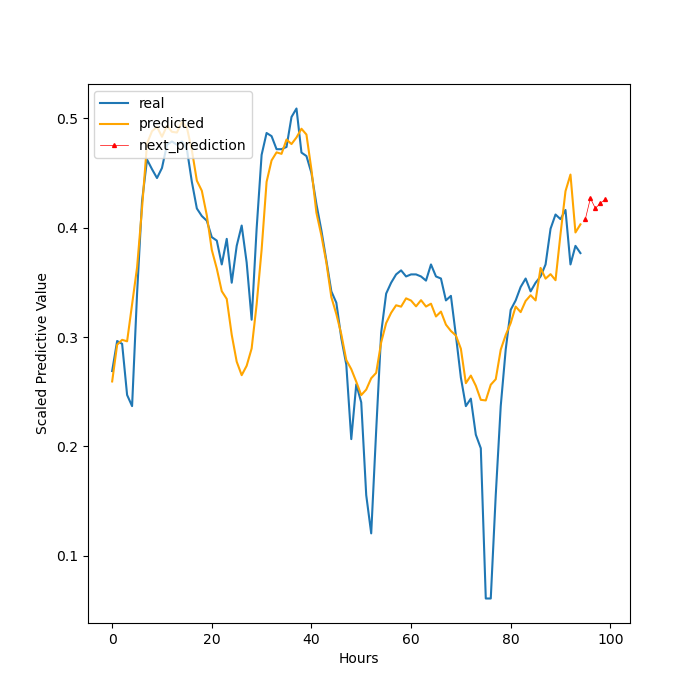 real
predicted
next_prediction
0.5
0.4
0.3
0.2
0.1
Scaled Predictive Value
0 20 40 60 80 100
Hours